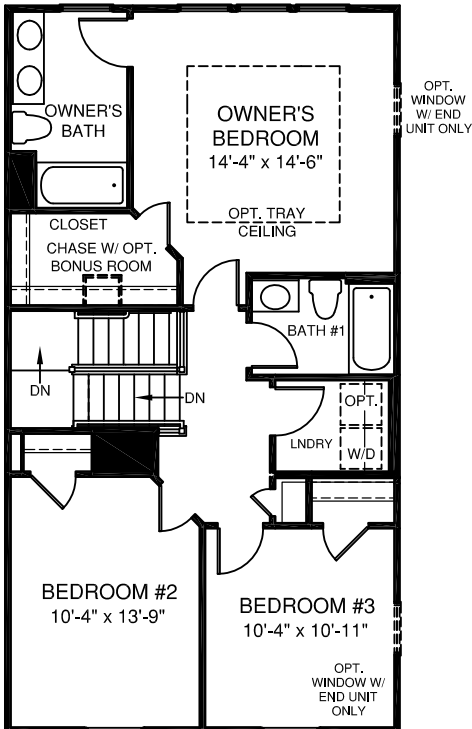 OPT.
WINDOW
W/ END
UNIT ONLY
OWNER'S
BATH
OWNER'S
BEDROOM
14'-4" x 14'-6"
OPT. TRAY
CEILING
CLOSET
CHASE W/ OPT.
BONUS ROOM
BATH #1
DN
DN
OPT.
LNDRY
W/D
BEDROOM #2
10'-4" x 13'-9"
BEDROOM #3
10'-4" x 10'-11"
OPT.
WINDOW W/
END UNIT
ONLY